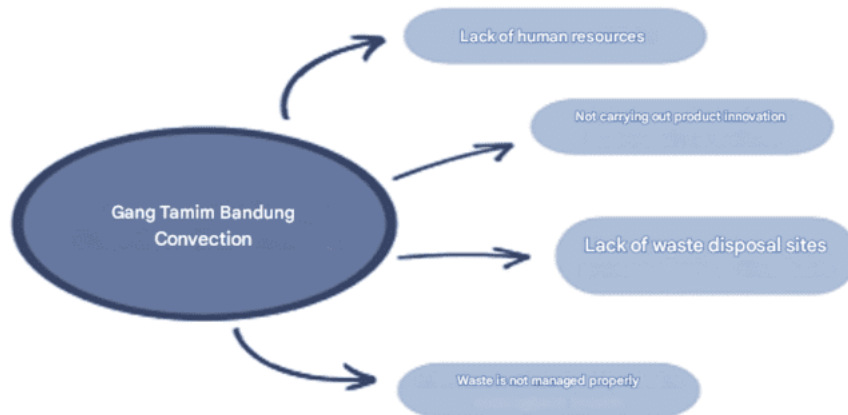 Lack of human resources
Not carrying out product innovation
Gang Tamim Bandung
Convection
Lack of waste disposal sites
Waste is not managed properly